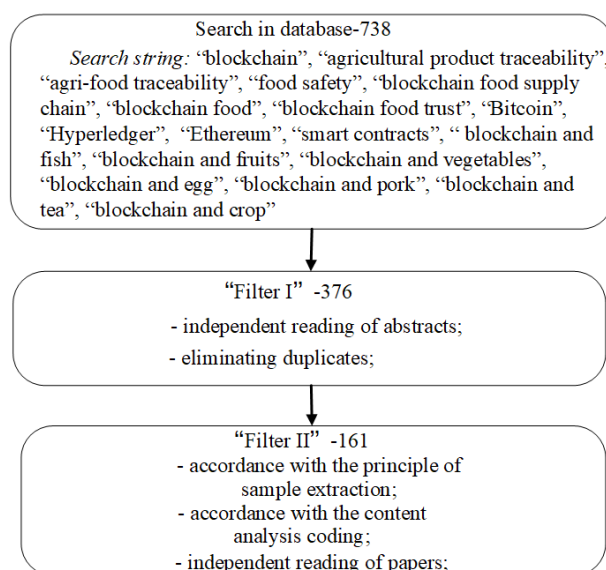 Search in database-738
Search string: “blockchain”, “agricultural product traceability”,
“agri-food traceability”, “food safety”, “blockchain food supply
chain”, “blockchain food”, “blockchain food trust”, “Bitcoin”,
“Hyperledger”, “Ethereum”, “smart contracts”, “ blockchain and
fish”, “blockchain and fruits”, “blockchain and vegetables”,
“blockchain and egg”, “blockchain and pork”, “blockchain and
tea”, “blockchain and crop”
“Filter I” -376
- independent reading of abstracts;
- eliminating duplicates;
“Filter II” -161
- accordance with the principle of
sample extraction;
- accordance with the content
analysis coding;
- independent reading of papers;